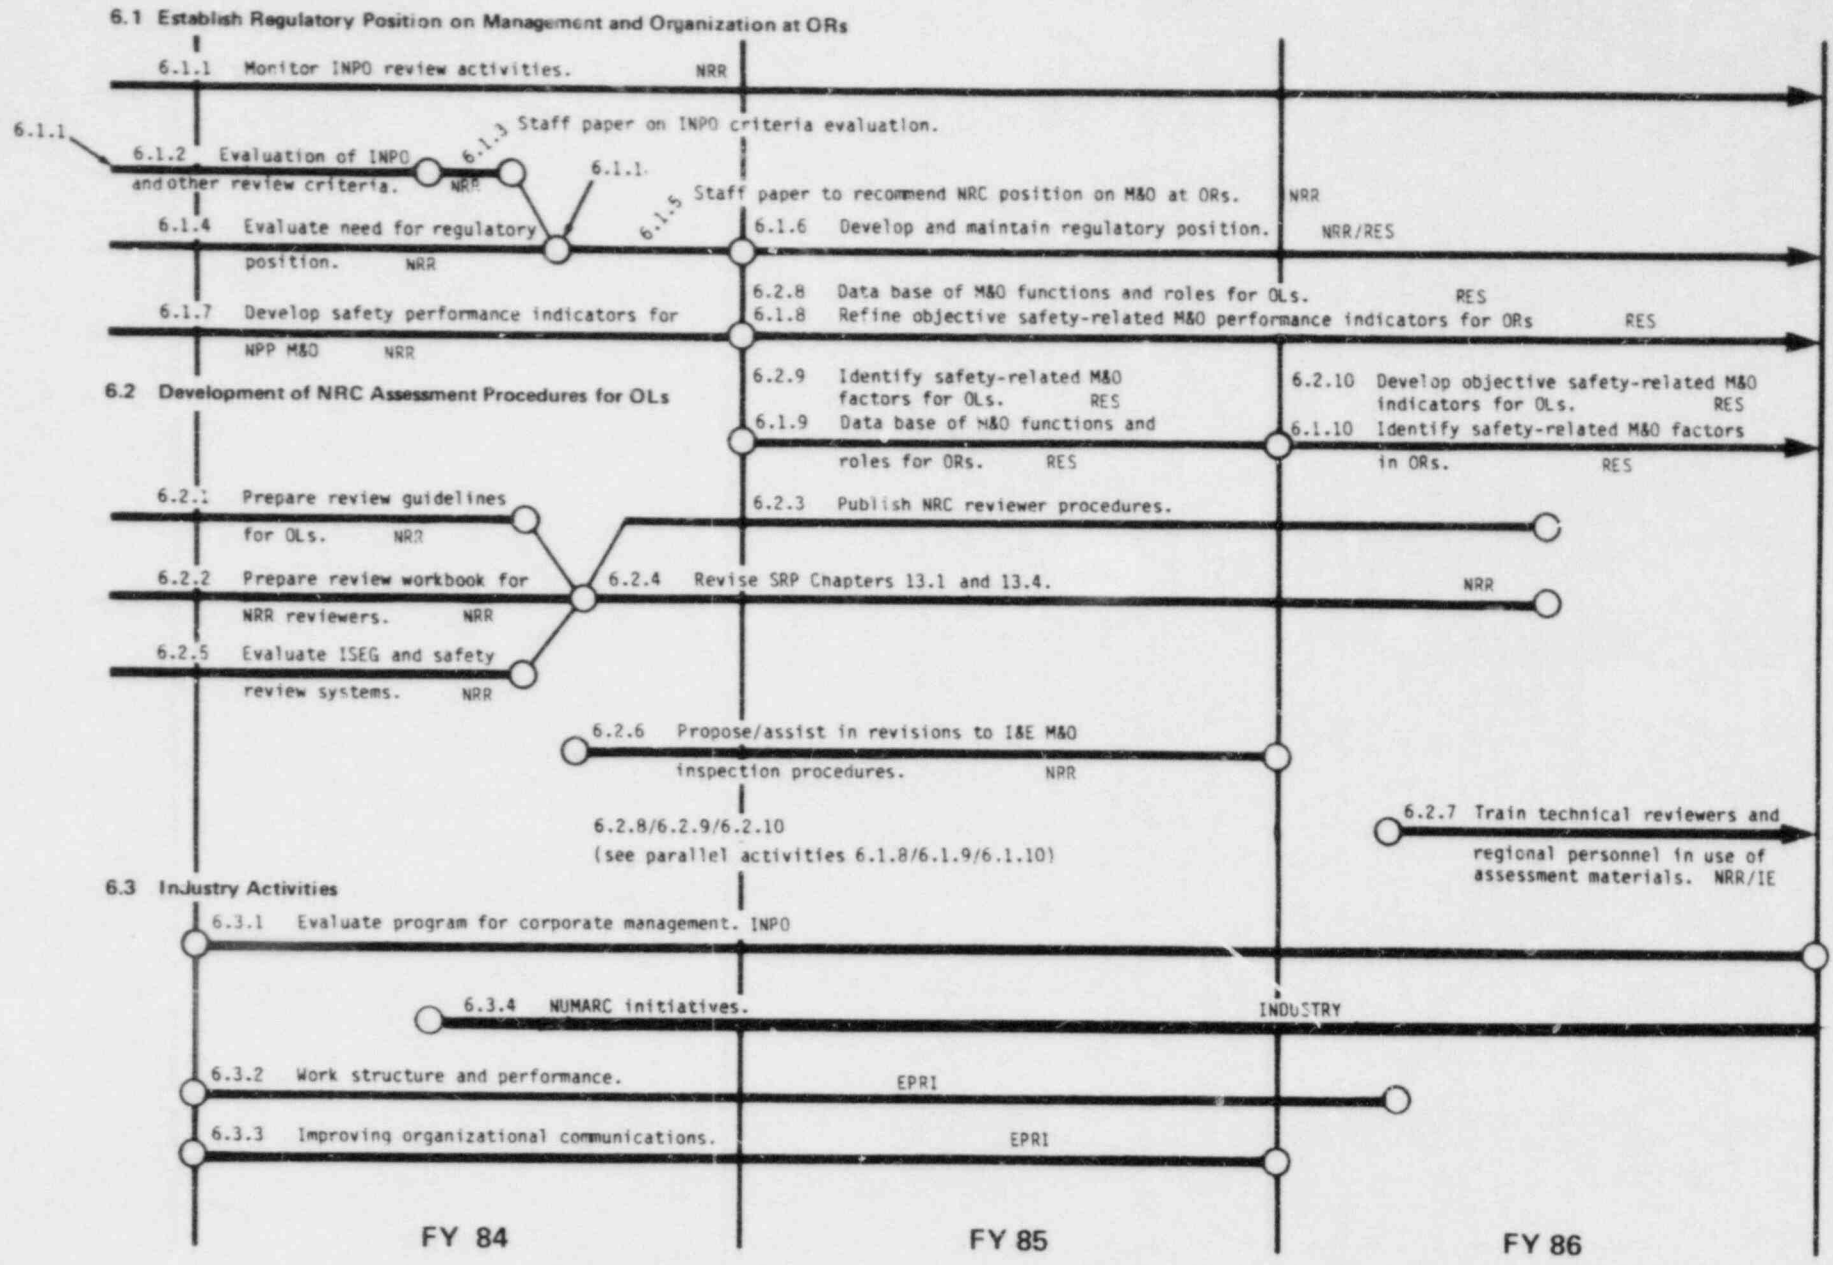 6.1 Establish Regulatory Position on Management and Organization at ORs
6.1.1 Monitor INPO review activities. NRR
6.1.1
6.1.3 Staff paper on INPO criteria evaluation.
6.1.2 Evaluation of INPO
and other review criteria. NRR
6.1.1
6.1.5 Staff paper to recommend NRC position on M&O at ORs. NRR
6.1.4 Evaluate need for regulatory
position. NRR
6.1.6 Develop and maintain regulatory position. NRR/RES
6.2.8 Data base of M&O functions and roles for OLs. RES
6.1.7 Develop safety performance indicators for
NPP M&O NRR
6.1.8 Refine objective safety-related M&O performance indicators for ORs RES
6.2 Development of NRC Assessment Procedures for OLs
6.2.9 Identify safety-related M&O
factors for OLs. RES
6.2.10 Develop objective safety-related M&O
indicators for OLs. RES
6.1.9 Data base of M&O functions and
roles for ORs. RES
6.1.10 Identify safety-related M&O factors
in ORs. RES
6.2.1 Prepare review guidelines
for OLs. NRR
6.2.3 Publish NRC reviewer procedures.
6.2.2 Prepare review workbook for
NRR reviewers. NRR
6.2.4 Revise SRP Chapters 13.1 and 13.4. NRR
6.2.5 Evaluate ISEG and safety
review systems. NRR
6.2.6 Propose/assist in revisions to I&E M&O
inspection procedures. NRR
6.2.7 Train technical reviewers and
regional personnel in use of
assessment materials. NRR/IE
6.2.8/6.2.9/6.2.10
(see parallel activities 6.1.8/6.1.9/6.1.10)
6.3 Industry Activities
6.3.1 Evaluate program for corporate management. INPO
6.3.4 NUMARC initiatives. INDUSTRY
6.3.2 Work structure and performance. EPRI
6.3.3 Improving organizational communications. EPRI
FY 84 FY 85 FY 86